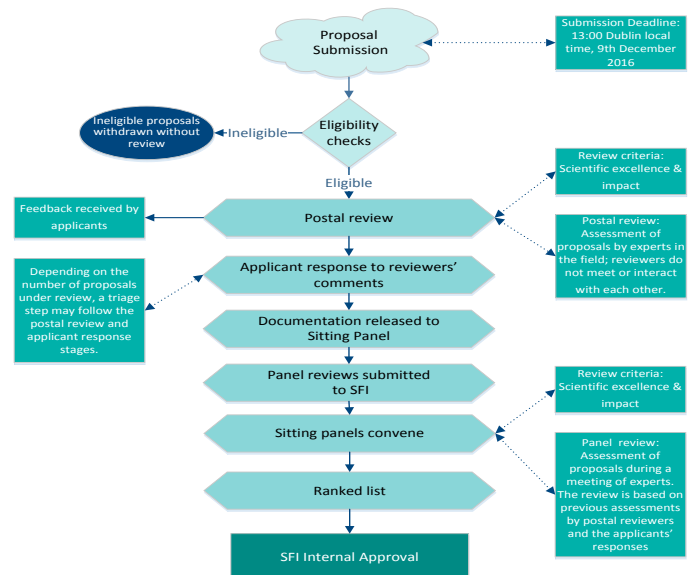 Proposal
Submission
Submission Deadline:
13:00 Dublin local
time, 9th December
2016
Ineligible proposals
withdrawn without
review
Ineligible
Eligibility
checks
Eligible
Review criteria:
Scientific excellence &
impact
Feedback received by
applicants
Postal review
Postal review:
Assessment of
proposals by experts in
the field; reviewers do
not meet or interact
with each other.
Depending on the
number of proposals
under review, a triage
step may follow the
postal review and
applicant response
stages.
Applicant response to reviewers'
comments
Documentation released to
Sitting Panel
Panel reviews submitted
to SFI
Review criteria:
Scientific excellence &
impact
Sitting panels convene
Panel review:
Assessment of
proposals during a
meeting of experts.
The review is based on
previous assessments
by postal reviewers
and the applicants'
responses
Ranked list
SFI Internal Approval